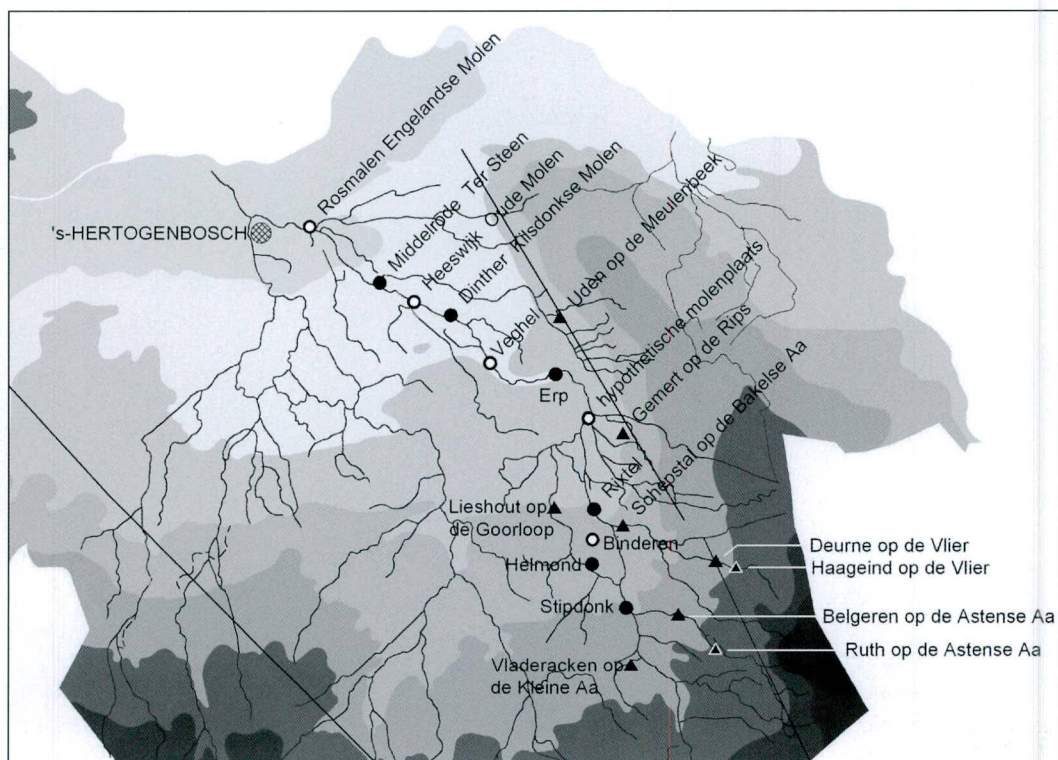 Rosmalen Engelandse Molen
's-HERTOGENBOSCH
Middelrode Ter Steen
Heeswijk
Oude Molen
Dinther Kilsdonkse Molen
Veghel
Uden op de Meulenbeek
Erp
hypothetische molenplaats
Gemert op de Rips
Rixtel
Schepstal op de Bakelse Aa
Lieshout op
de Goorloop
Binderen
Helmond
Deurne op de Vlier
Haageind op de Vlier
Stipdonk
Belgeren op de Astense Aa
Ruth op de Astense Aa
Vladeracken op
de Kleine Aa